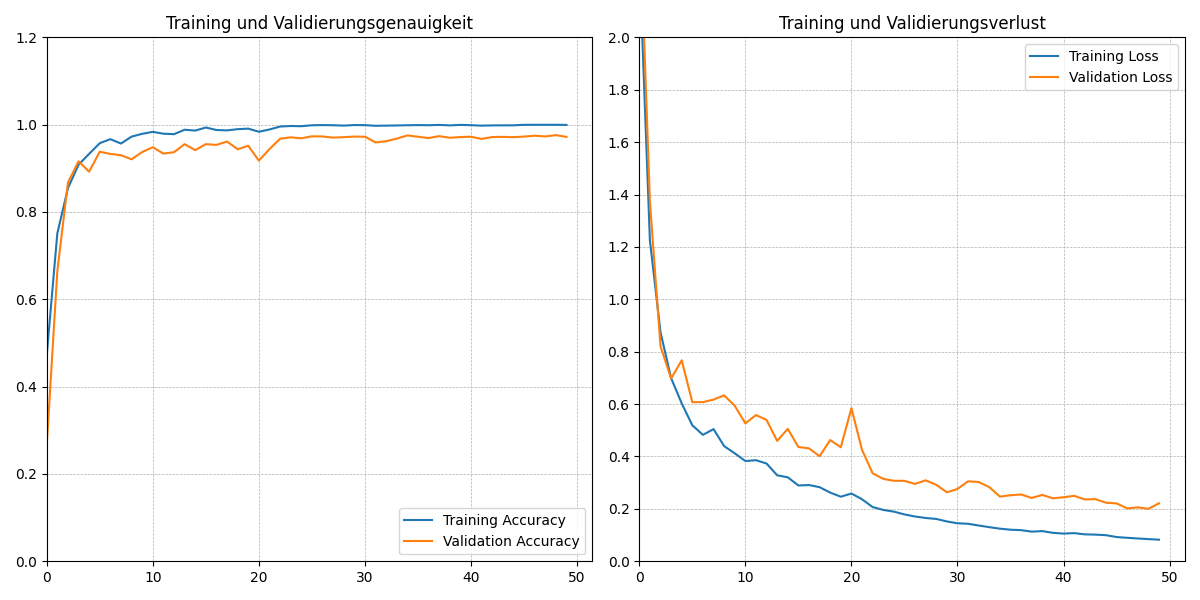 Training und Validierungsgenauigkeit
1.2
1.0
0.8
0.6
0.4
0.2
0.0
0 10 20 30 40 50
Training Accuracy
Validation Accuracy
Training und Validierungsverlust
2.0
1.8
1.6
1.4
1.2
1.0
0.8
0.6
0.4
0.2
0.0
0 10 20 30 40 50
Training Loss
Validation Loss